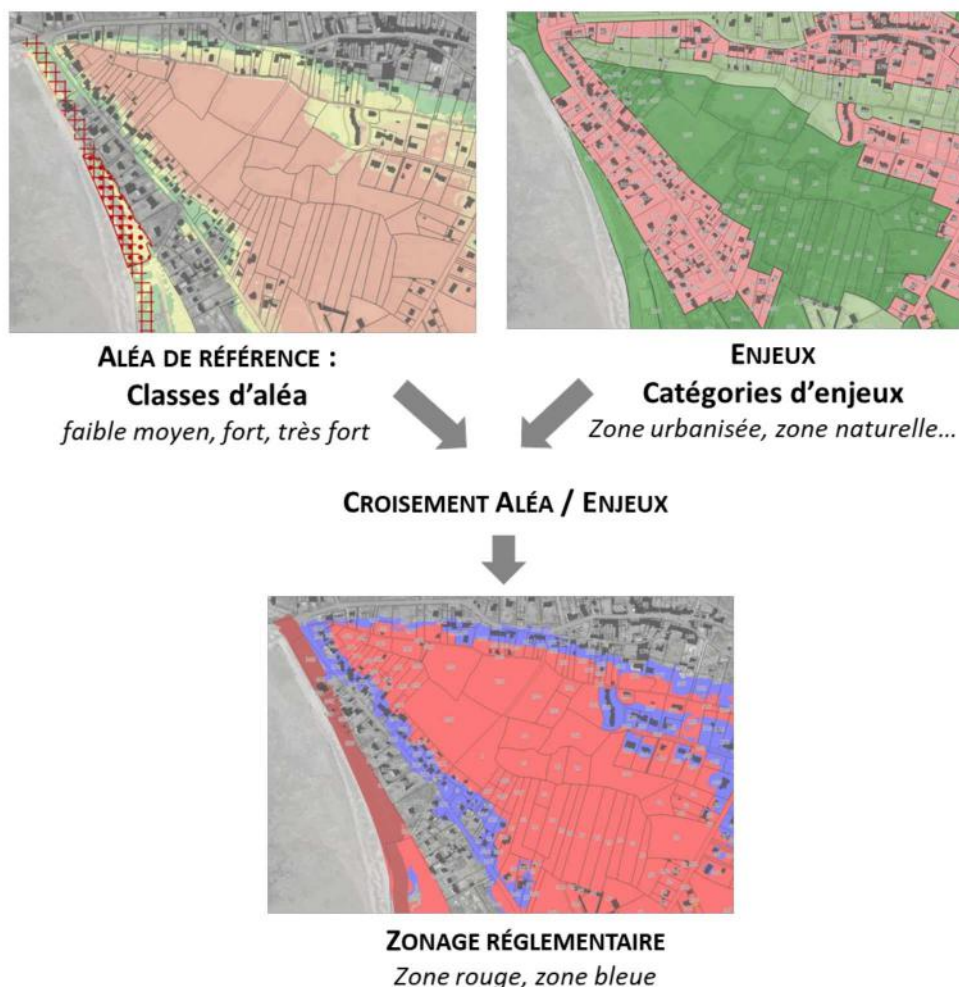 ALÉA DE RÉFÉRENCE :
Classes d'aléa
faible moyen, fort, très fort
ENJEUX
Catégories d'enjeux
Zone urbanisée, zone naturelle…
CROISEMENT ALÉA / ENJEUX
ZONAGE RÉGLEMENTAIRE
Zone rouge, zone bleue